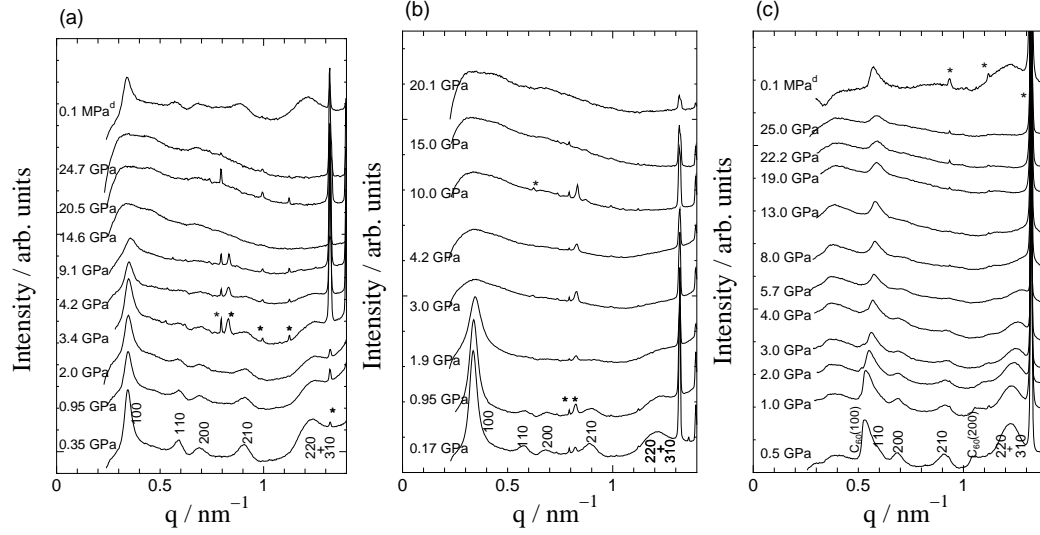 (a)
0.1 MPa^d
24.7 GPa
20.5 GPa
14.6 GPa
9.1 GPa
4.2 GPa
3.4 GPa
2.0 GPa
0.95 GPa
0.35 GPa
* * * *
*
100
110
200
210
220
+
310
Intensity / arb. units
0 0.5 1
q / nm⁻¹
(b)
20.1 GPa
15.0 GPa
10.0 GPa
4.2 GPa
3.0 GPa
1.9 GPa
0.95 GPa
0.17 GPa
*
* *
100
110
200
210
220
+
310
Intensity / arb. units
0 0.5 1
q / nm⁻¹
(c)
0.1 MPa^d
25.0 GPa
22.2 GPa
19.0 GPa
13.0 GPa
8.0 GPa
5.7 GPa
4.0 GPa
3.0 GPa
2.0 GPa
1.0 GPa
0.5 GPa
* * *
C₆₀(100)
110
200
210
C₆₀(200)
220
+
310
Intensity / arb. units
0 0.5 1
q / nm⁻¹